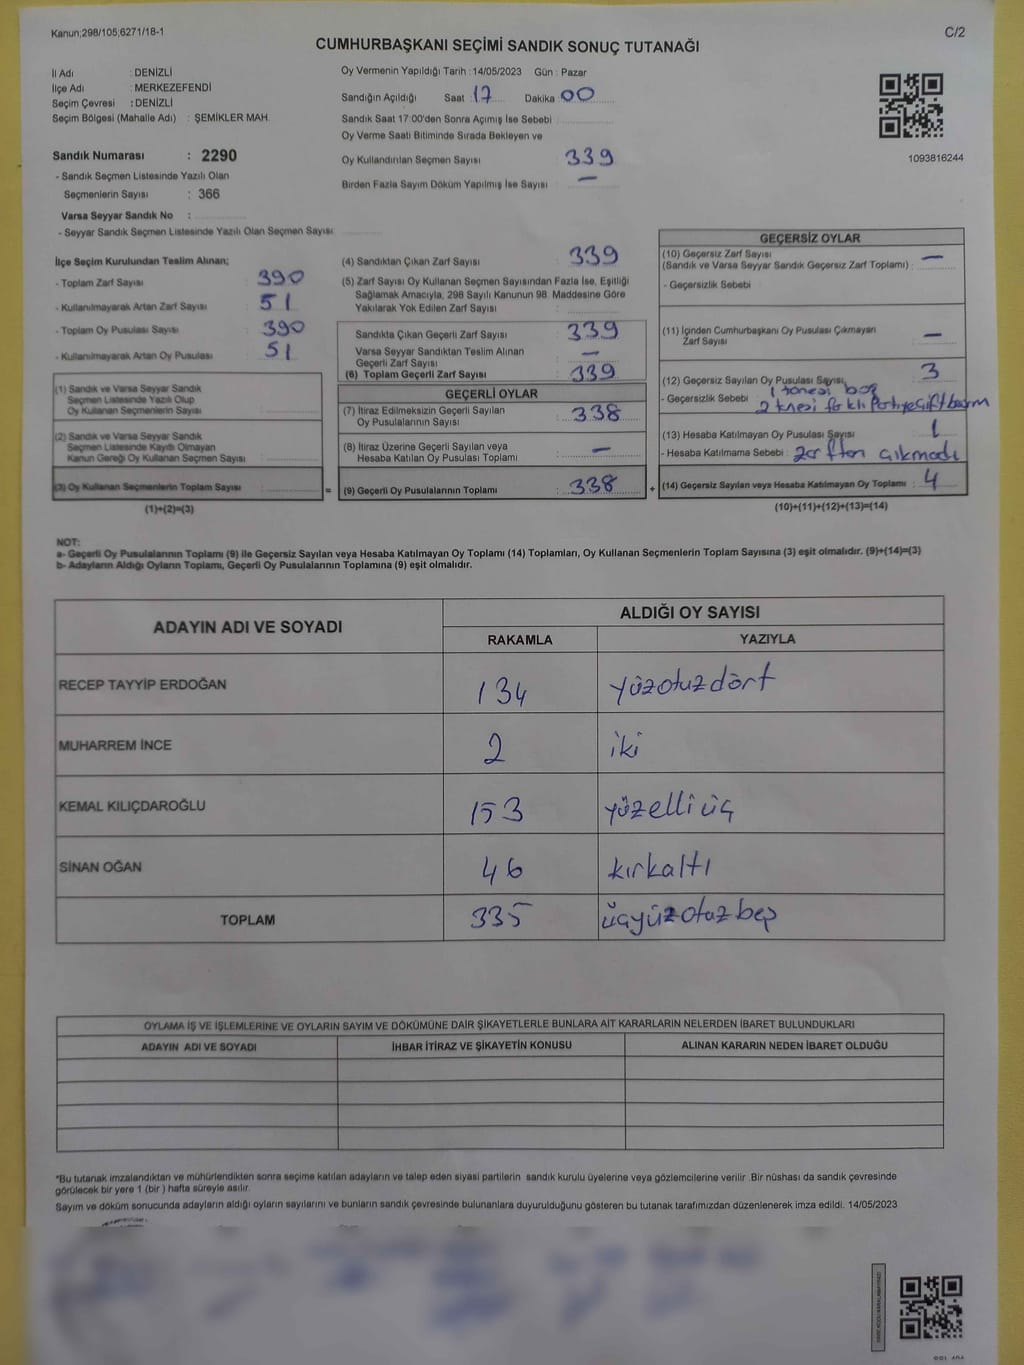 Kanun;298/105,6271/18-1
C/2
CUMHURBAŞKANI SEÇİMİ SANDIK SONUÇ TUTANAĞI
İl Adı : DENİZLİ
İlçe Adı : MERKEZEFENDİ
Seçim Çevresi : DENİZLİ
Seçim Bölgesi (Mahalle Adı) : ŞEMİKLER MAH.
Sandık Numarası : 2290
- Sandık Seçmen Listesinde Yazılı Olan
Seçmenlerin Sayısı : 366
Varsa Seyyar Sandık No :
- Seyyar Sandık Seçmen Listesinde Yazılı Olan Seçmen Sayısı
Oy Vermenin Yapıldığı Tarih : 14/05/2023 Gün : Pazar
Sandığın Açıldığı Saat : 17 Dakika : 00
Sandık Saat 17:00'den Sonra Açmış İse Sebebi :
Oy Verme Saati Bitiminde Sırada Bekleyen ve
Oy Kullandırılan Seçmen Sayısı : 339
Birden Fazla Sayım Döküm Yapılmış İse Sayısı : —
1093816244
İlçe Seçim Kurulundan Teslim Alınan;
- Toplam Zarf Sayısı : 390
- Kullanılmayarak Artan Zarf Sayısı : 51
- Toplam Oy Pusulası Sayısı : 390
- Kullanılmayarak Artan Oy Pusulası : 51
(1) Sandık ve Varsa Seyyar Sandık
Seçmen Listesinde Yazılı Olup
Oy Kullanan Seçmenlerin Sayısı :
(2) Sandık ve Varsa Seyyar Sandık
Seçmen Listesinde Kaydı Olmayan
Kanun Gereği Oy Kullanan Seçmen Sayısı :
(3) Oy Kullanan Seçmenlerin Toplam Sayısı :
(1)+(2)=(3)
(4) Sandıktan Çıkan Zarf Sayısı : 339
(5) Zarf Sayısı Oy Kullanan Seçmen Sayısından Fazla İse, Eşitliği
Sağlamak Amacıyla, 298 Sayılı Kanunun 98. Maddesine Göre
Yakılarak Yok Edilen Zarf Sayısı :
Sandıkta Çıkan Geçerli Zarf Sayısı : 339
Varsa Seyyar Sandıktan Teslim Alınan
Geçerli Zarf Sayısı : —
(6) Toplam Geçerli Zarf Sayısı : 339
GEÇERLİ OYLAR
(7) İtiraz Edilmeksizin Geçerli Sayılan
Oy Pusulalarının Sayısı : 338
(8) İtiraz Üzerine Geçerli Sayılan veya
Hesaba Katılan Oy Pusulası Toplamı : —
= (9) Geçerli Oy Pusulalarının Toplamı : 338 +
GEÇERSİZ OYLAR
(10) Geçersiz Zarf Sayısı
(Sandık ve Varsa Seyyar Sandık Geçersiz Zarf Toplamı) : —
- Geçersizlik Sebebi :
(11) İçinden Cumhurbaşkanı Oy Pusulası Çıkmayan
Zarf Sayısı : —
(12) Geçersiz Sayılan Oy Pusulası Sayısı : 3
- Geçersizlik Sebebi : 1 tanesi boş
2 tnesi farklı Partiye Çift basım
(13) Hesaba Katılmayan Oy Pusulası Sayısı : 1
- Hesaba Katılmama Sebebi : zarftan çıkmadı
(14) Geçersiz Sayılan veya Hesaba Katılmayan Oy Toplamı : 4
(10)+(11)+(12)+(13)=(14)
NOT:
a- Geçerli Oy Pusulalarının Toplamı (9) ile Geçersiz Sayılan veya Hesaba Katılmayan Oy Toplamı (14) Toplamları, Oy Kullanan Seçmenlerin Toplam Sayısına (3) eşit olmalıdır. (9)+(14)=(3)
b- Adayların Aldığı Oyların Toplamı, Geçerli Oy Pusulalarının Toplamına (9) eşit olmalıdır.
ADAYIN ADI VE SOYADI
ALDIĞI OY SAYISI
RAKAMLA YAZIYLA
RECEP TAYYİP ERDOĞAN 134 yüzotuzdört
MUHARREM İNCE 2 iki
KEMAL KILIÇDAROĞLU 153 yüzelliüç
SİNAN OĞAN 46 kırkaltı
TOPLAM 335 üçyüzotuzbeş
OYLAMA İŞ VE İŞLEMLERİNE VE OYLARIN SAYIM VE DÖKÜMÜNE DAİR ŞİKAYETLERLE BUNLARA AİT KARARLARIN NELERDEN İBARET BULUNDUKLARI
ADAYIN ADI VE SOYADI İHBAR İTİRAZ VE ŞİKAYETİN KONUSU ALINAN KARARIN NEDEN İBARET OLDUĞU
*Bu tutanak imzalandıktan ve mühürlendikten sonra seçime katılan adayların ve talep eden siyasi partilerin sandık kurulu üyelerine veya gözlemcilerine verilir. Bir nüshası da sandık çevresinde
görülecek bir yere 1 (bir ) hafta süreyle asılır.
Sayım ve döküm sonucunda adayların aldığı oyların sayılarını ve bunların sandık çevresinde bulunanlara duyurulduğunu gösteren bu tutanak tarafımızdan düzenlenerek imza edildi. 14/05/2023